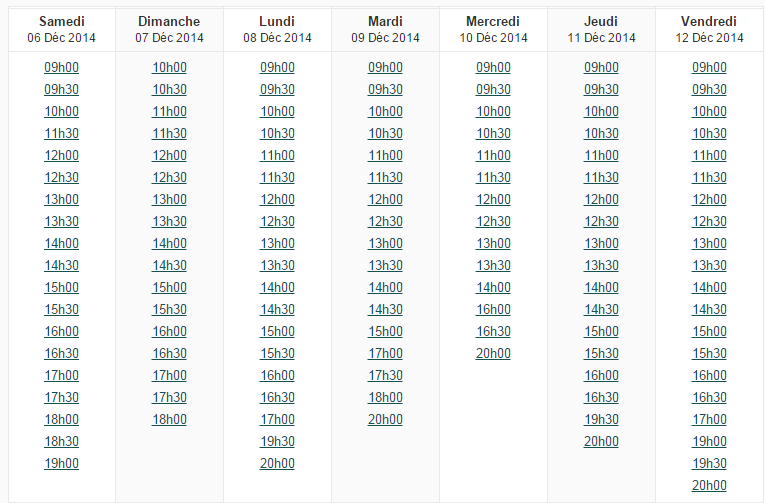 Samedi Dimanche Lundi Mardi Mercredi Jeudi Vendredi
06 Déc 2014 07 Déc 2014 08 Déc 2014 09 Déc 2014 10 Déc 2014 11 Déc 2014 12 Déc 2014
09h00 10h00 09h00 09h00 09h00 09h00 09h00
09h30 10h30 09h30 09h30 09h30 09h30 09h30
10h00 11h00 10h00 10h00 10h00 10h00 10h00
11h30 11h30 10h30 10h30 10h30 10h30 10h30
12h00 12h00 11h00 11h00 11h00 11h00 11h00
12h30 12h30 11h30 11h30 11h30 11h30 11h30
13h00 13h00 12h00 12h00 12h00 12h00 12h00
13h30 13h30 12h30 12h30 12h30 12h30 12h30
14h00 14h00 13h00 13h00 13h00 13h00 13h00
14h30 14h30 13h30 13h30 13h30 13h30 13h30
15h00 15h00 14h00 14h00 14h00 14h00 14h00
15h30 15h30 14h30 14h30 16h00 14h30 14h30
16h00 16h00 15h00 15h00 16h30 15h00 15h00
16h30 16h30 15h30 17h00 20h00 15h30 15h30
17h00 17h00 16h00 17h30 16h00 16h00
17h30 17h30 16h30 18h00 16h30 16h30
18h00 18h00 17h00 20h00 19h30 17h00
18h30 19h30 20h00 19h00
19h00 20h00 19h30
20h00